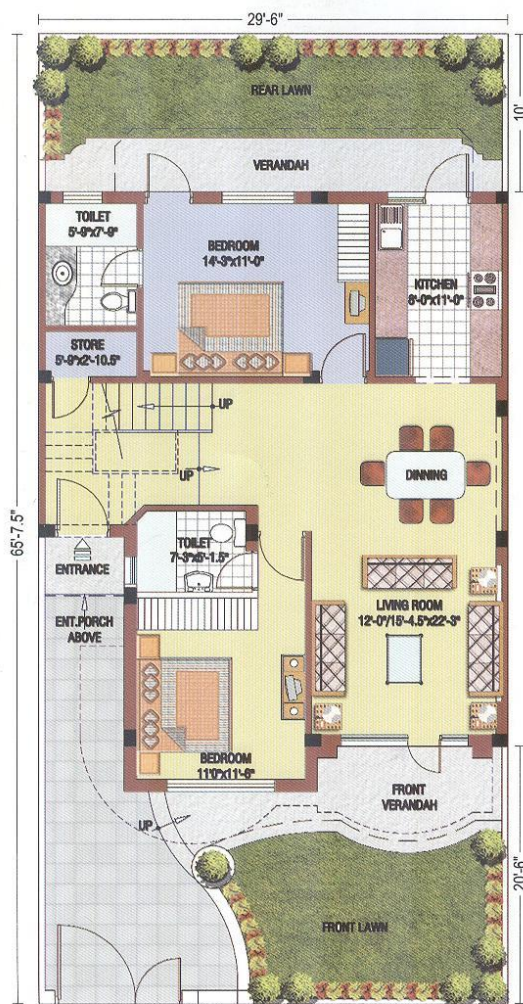 29'-6"
REAR LAWN
10'
VERANDAH
TOILET
5'-9"x7'-9"
BEDROOM
14'-3"x11'-0"
KITCHEN
8'-0"x11'-0"
STORE
5'-9"x2'-10.5"
UP
UP
DINNING
65'-7.5"
TOILET
7'-3"x5'-1.5"
ENTRANCE
ENT.PORCH
ABOVE
LIVING ROOM
12'-0"/15'-4.5"x22'-3"
BEDROOM
11'0"x11'-6"
FRONT
VERANDAH
UP
20'-6"
FRONT LAWN